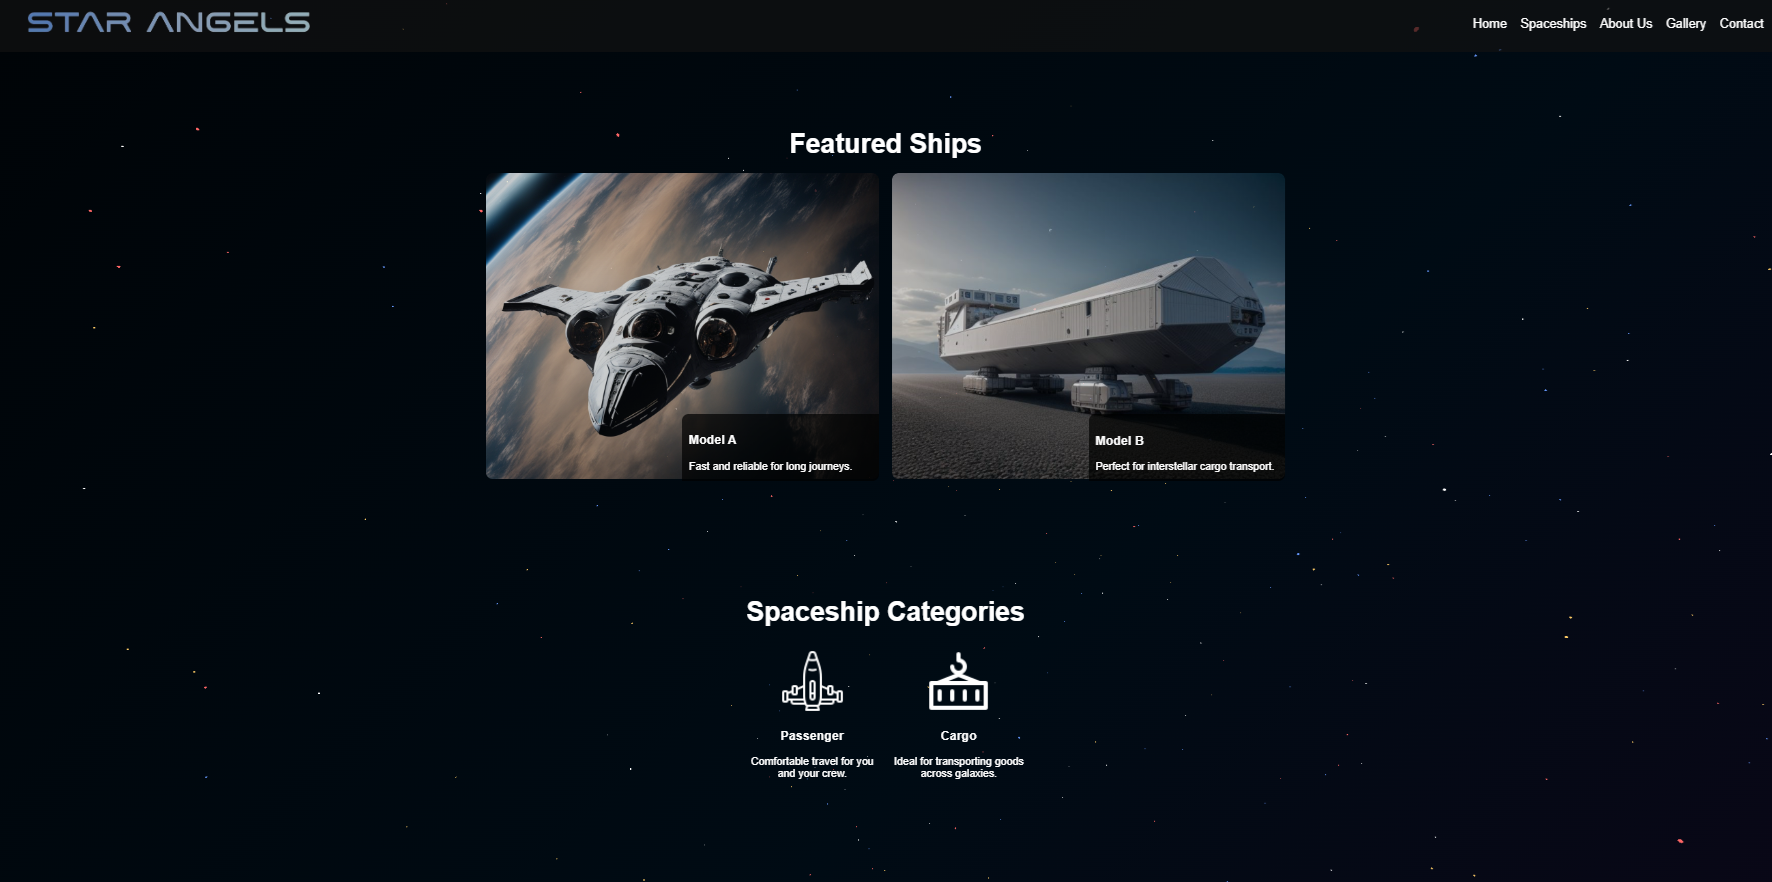 STAR ANGELS
Home Spaceships About Us Gallery Contact
Featured Ships
Model A
Fast and reliable for long journeys.
Model B
Perfect for interstellar cargo transport.
Spaceship Categories
Passenger
Comfortable travel for you
and your crew.
Cargo
Ideal for transporting goods
across galaxies.